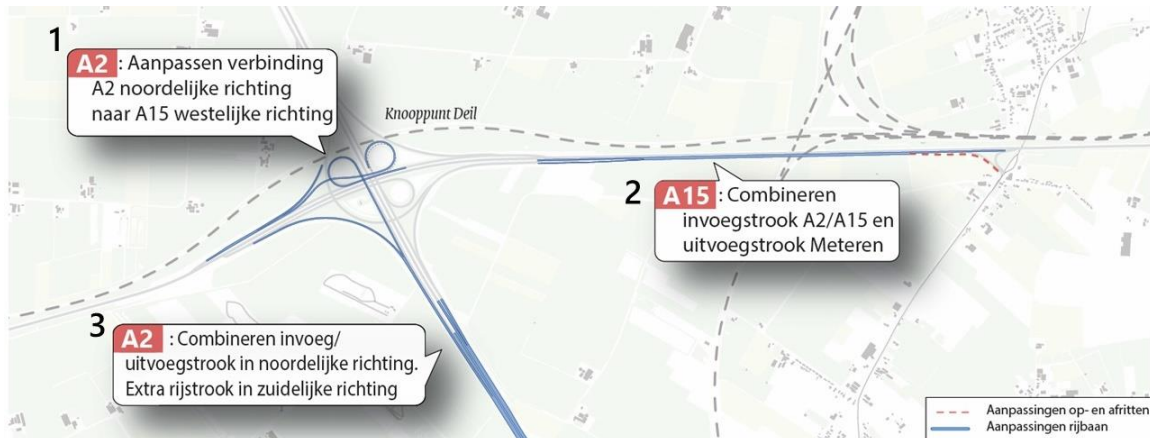 1
A2 : Aanpassen verbinding
A2 noordelijke richting
naar A15 westelijke richting
Knooppunt Deil
2
A15 : Combineren
invoegstrook A2/A15 en
uitvoegstrook Meteren
3
A2 : Combineren invoeg/
uitvoegstrook in noordelijke richting.
Extra rijstrook in zuidelijke richting
Aanpassingen op- en afritten
Aanpassingen rijbaan